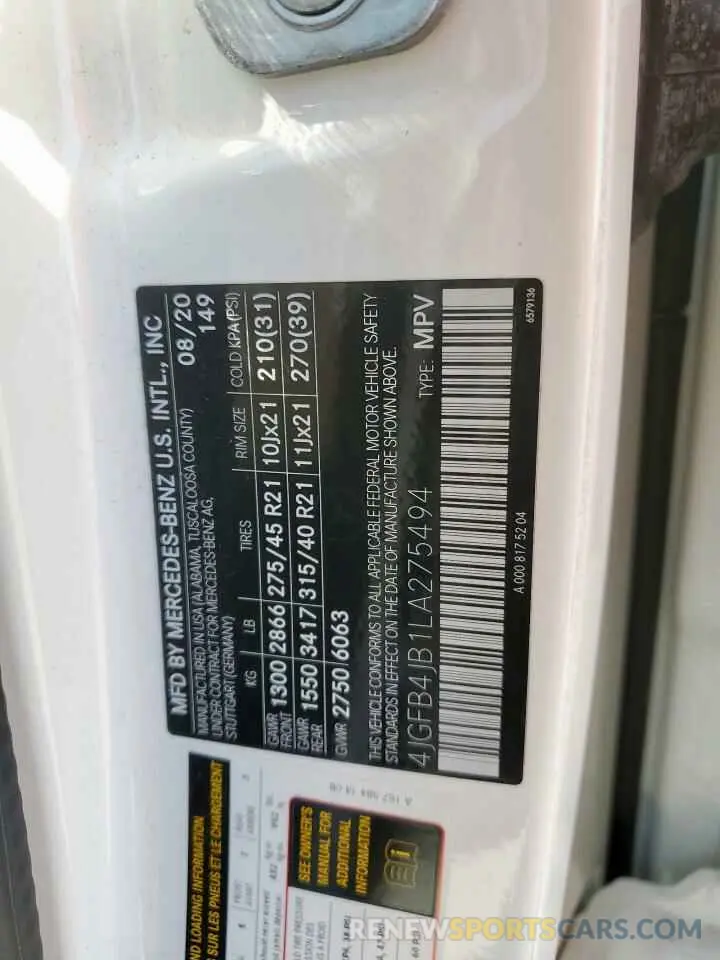 MFD BY MERCEDES-BENZ U.S. INTL., INC
MANUFACTURED IN USA (ALABAMA, TUSCALOOSA COUNTY) 08/20
UNDER CONTRACT FOR MERCEDES-BENZ AG, 149
STUTTGART (GERMANY)
KG LB TIRES RIM SIZE COLD KPA(PSI)
GAWR FRONT 1300 2866 275/45 R21 10Jx21 210(31)
GAWR REAR 1550 3417 315/40 R21 11Jx21 270(39)
GVWR 2750 6063
THIS VEHICLE CONFORMS TO ALL APPLICABLE FEDERAL MOTOR VEHICLE SAFETY
STANDARDS IN EFFECT ON THE DATE OF MANUFACTURE SHOWN ABOVE.
4JGFB4JB1LA275494 TYPE: MPV
A 000 817 52 04 6579136
ND LOADING INFORMATION
SUR LES PNEUS ET LE CHARGEMENT
SEE OWNER'S
MANUAL FOR
ADDITIONAL
INFORMATION
A 167 584 14 08
RENEWSPORTSCARS.COM